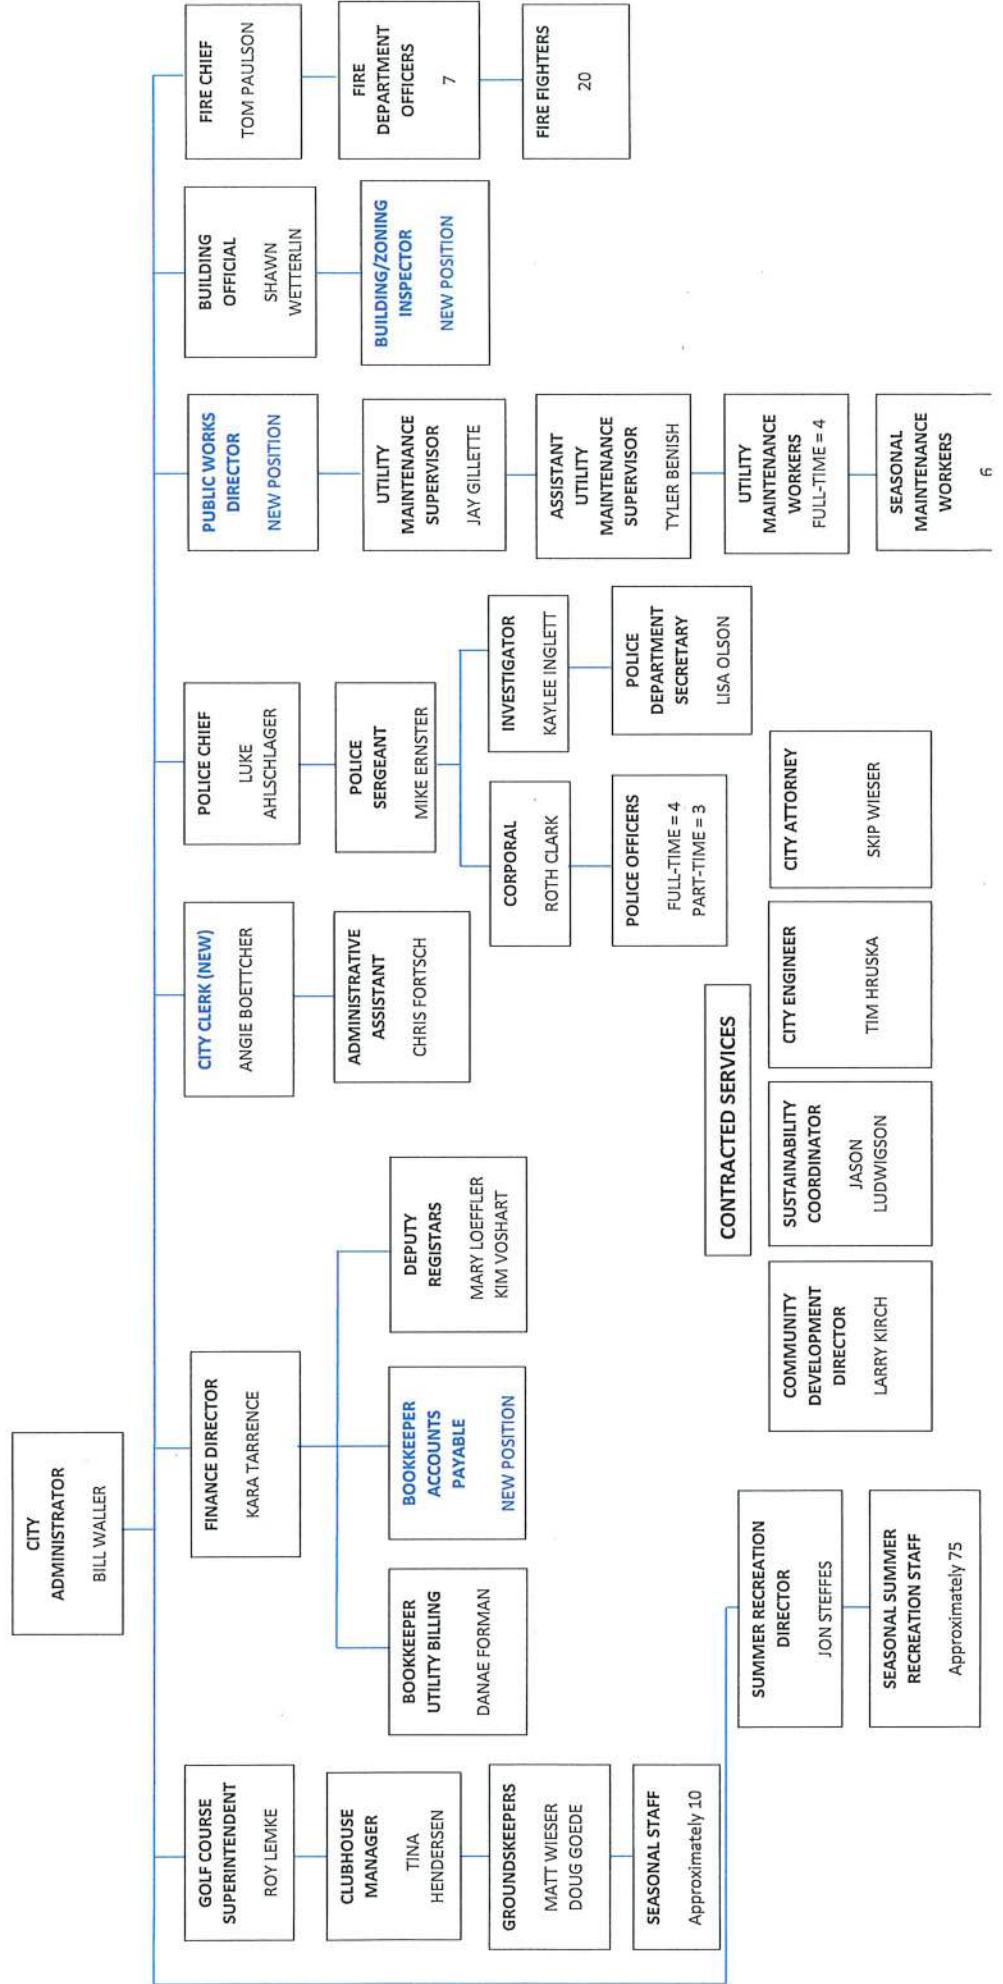 CITY
ADMINISTRATOR
BILL WALLER
GOLF COURSE
SUPERINTENDENT
ROY LEMKE
CLUBHOUSE
MANAGER
TINA
HENDERSEN
GROUNDSKEEPERS
MATT WIESER
DOUG GOEDE
SEASONAL STAFF
Approximately 10
SUMMER RECREATION
DIRECTOR
JON STEFFES
SEASONAL SUMMER
RECREATION STAFF
Approximately 75
FINANCE DIRECTOR
KARA TARRENCE
BOOKKEEPER
UTILITY BILLING
DANAE FORMAN
BOOKKEEPER
ACCOUNTS
PAYABLE
NEW POSITION
DEPUTY
REGISTARS
MARY LOEFFLER
KIM VOSHART
CITY CLERK (NEW)
ANGIE BOETTCHER
ADMINISTRATIVE
ASSISTANT
CHRIS FORTSCH
POLICE CHIEF
LUKE
AHLSCHLAGER
POLICE
SERGEANT
MIKE ERNSTER
CORPORAL
ROTH CLARK
POLICE OFFICERS
FULL-TIME = 4
PART-TIME = 3
INVESTIGATOR
KAYLEE INGLETT
POLICE
DEPARTMENT
SECRETARY
LISA OLSON
PUBLIC WORKS
DIRECTOR
NEW POSITION
UTILITY
MAINTENANCE
SUPERVISOR
JAY GILLETTE
ASSISTANT
UTILITY
MAINTENANCE
SUPERVISOR
TYLER BENISH
UTILITY
MAINTENANCE
WORKERS
FULL-TIME = 4
SEASONAL
MAINTENANCE
WORKERS
6
BUILDING
OFFICIAL
SHAWN
WETTERLIN
BUILDING/ZONING
INSPECTOR
NEW POSITION
FIRE CHIEF
TOM PAULSON
FIRE
DEPARTMENT
OFFICERS
7
FIRE FIGHTERS
20
CONTRACTED SERVICES
COMMUNITY
DEVELOPMENT
DIRECTOR
LARRY KIRCH
SUSTAINABILITY
COORDINATOR
JASON
LUDWIGSON
CITY ENGINEER
TIM HRUSKA
CITY ATTORNEY
SKIP WIESER